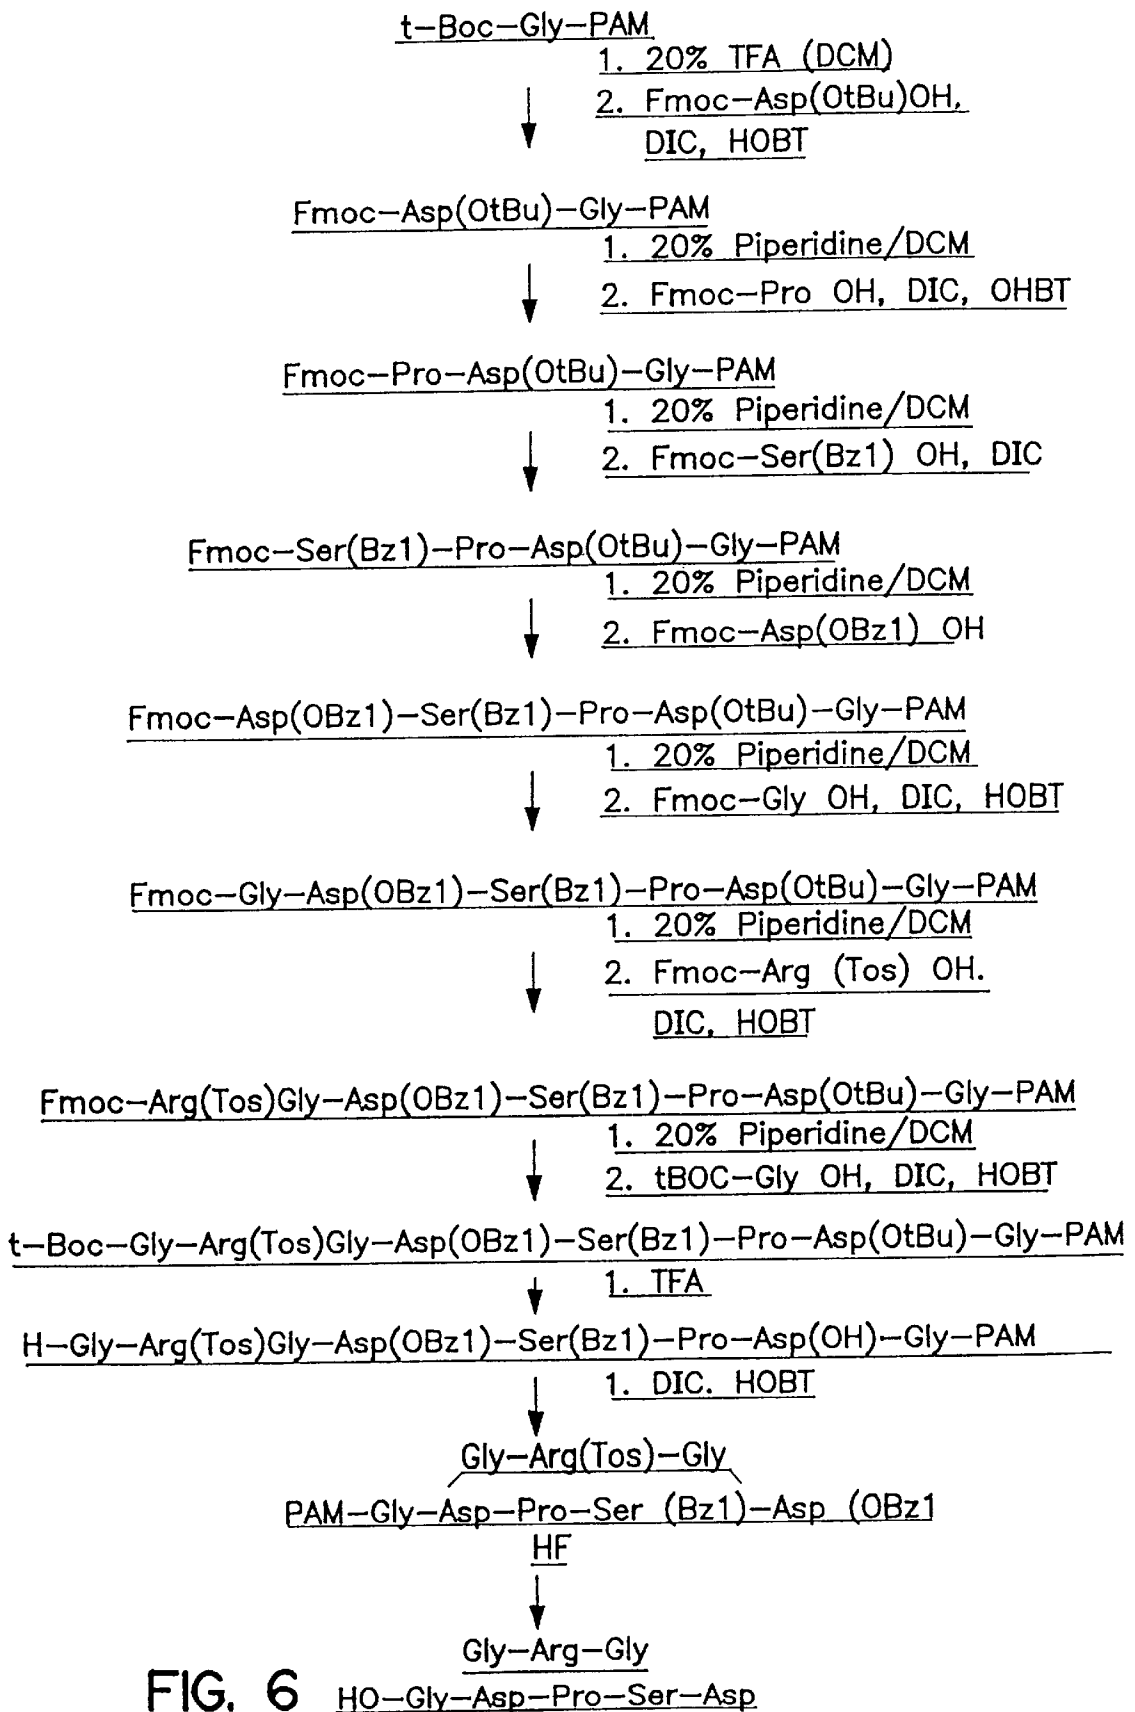 t-Boc-Gly-PAM
1. 20% TFA (DCM)
2. Fmoc-Asp(OtBu)OH,
DIC, HOBT
Fmoc-Asp(OtBu)-Gly-PAM
1. 20% Piperidine/DCM
2. Fmoc-Pro OH, DIC, OHBT
Fmoc-Pro-Asp(OtBu)-Gly-PAM
1. 20% Piperidine/DCM
2. Fmoc-Ser(Bz1) OH, DIC
Fmoc-Ser(Bz1)-Pro-Asp(OtBu)-Gly-PAM
1. 20% Piperidine/DCM
2. Fmoc-Asp(OBz1) OH
Fmoc-Asp(OBz1)-Ser(Bz1)-Pro-Asp(OtBu)-Gly-PAM
1. 20% Piperidine/DCM
2. Fmoc-Gly OH, DIC, HOBT
Fmoc-Gly-Asp(OBz1)-Ser(Bz1)-Pro-Asp(OtBu)-Gly-PAM
1. 20% Piperidine/DCM
2. Fmoc-Arg (Tos) OH.
DIC, HOBT
Fmoc-Arg(Tos)Gly-Asp(OBz1)-Ser(Bz1)-Pro-Asp(OtBu)-Gly-PAM
1. 20% Piperidine/DCM
2. tBOC-Gly OH, DIC, HOBT
t-Boc-Gly-Arg(Tos)Gly-Asp(OBz1)-Ser(Bz1)-Pro-Asp(OtBu)-Gly-PAM
1. TFA
H-Gly-Arg(Tos)Gly-Asp(OBz1)-Ser(Bz1)-Pro-Asp(OH)-Gly-PAM
1. DIC. HOBT
Gly-Arg(Tos)-Gly
PAM-Gly-Asp-Pro-Ser (Bz1)-Asp (OBz1
HF
Gly-Arg-Gly
HO-Gly-Asp-Pro-Ser-Asp
FIG. 6